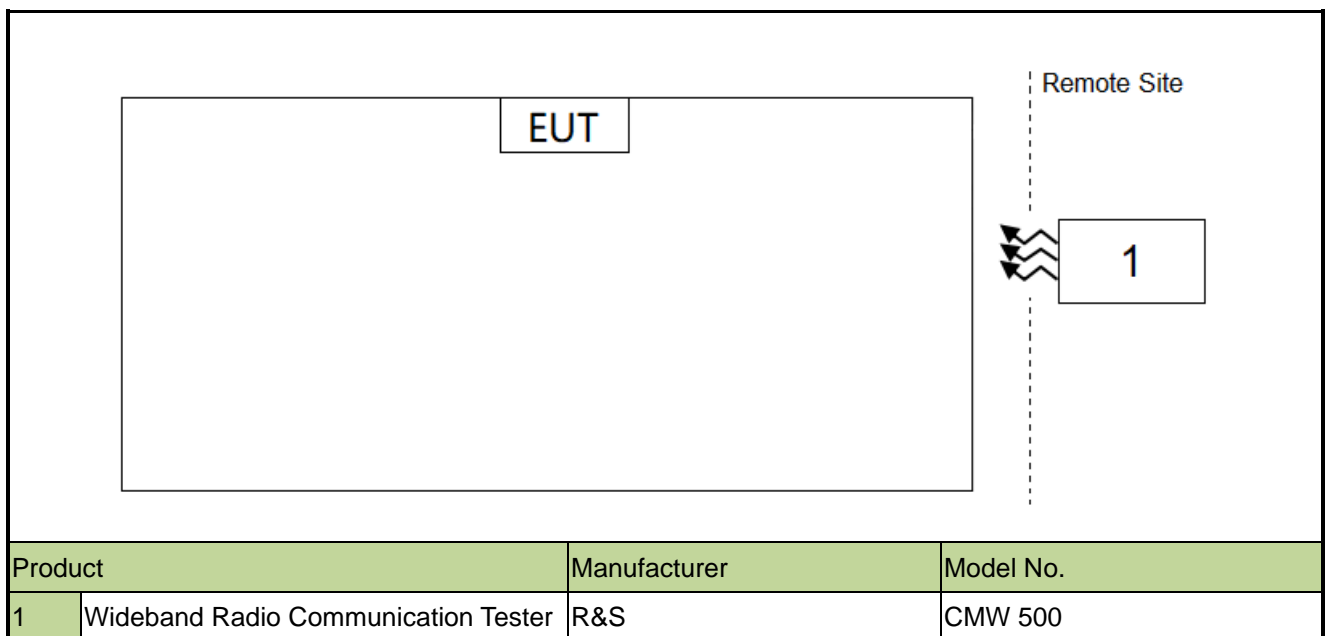 Remote Site
EUT
1
Product Manufacturer Model No.
1 Wideband Radio Communication Tester R&S CMW 500